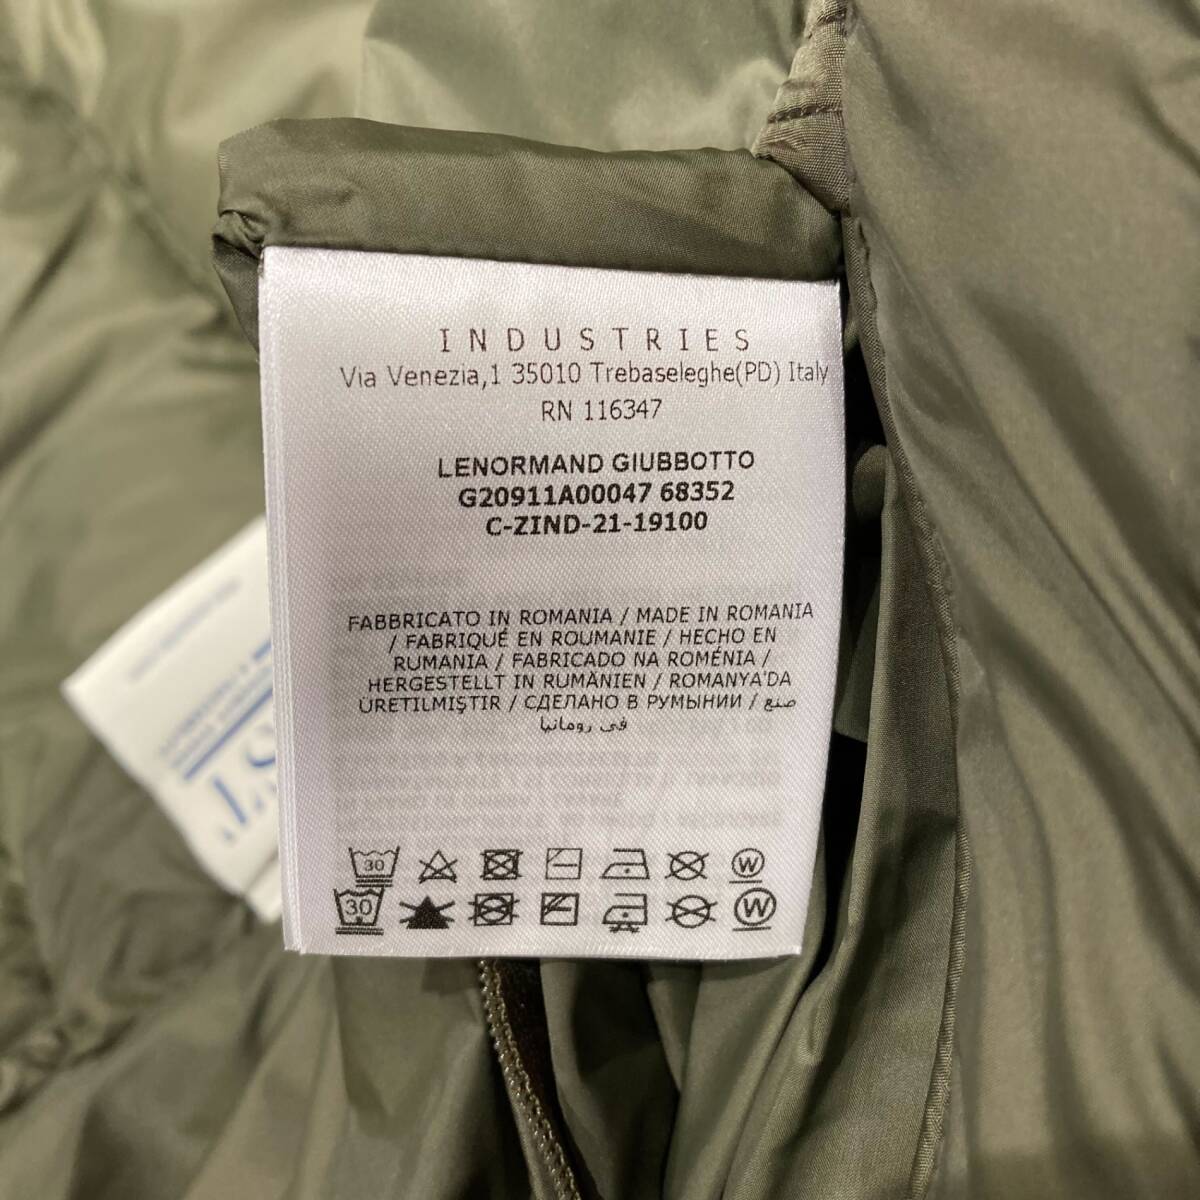 INDUSTRIES
Via Venezia,1 35010 Trebaseleghe(PD) Italy
RN 116347
LENORMAND GIUBBOTTO
G20911A00047 68352
C-ZIND-21-19100
FABBRICATO IN ROMANIA / MADE IN ROMANIA
/ FABRIQUÉ EN ROUMANIE / HECHO EN
RUMANIA / FABRICADO NA ROMÉNIA /
HERGESTELLT IN RUMÄNIEN / ROMANYA'DA
ÜRETILMIŞTIR / СДЕЛАНО В РУМЫНИИ / صنع
في رومانيا
30 W
30 W